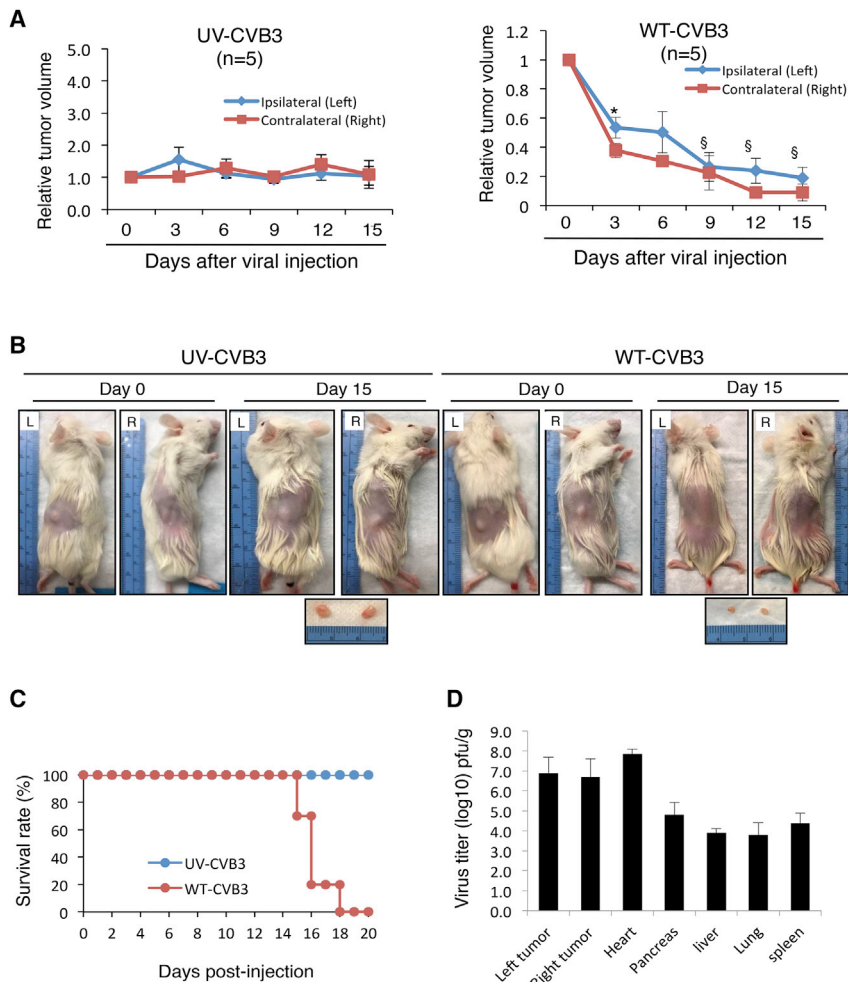 A
UV-CVB3
(n=5)
Relative tumor volume
5.0
4.0
3.0
2.0
1.0
0.0
Ipsilateral (Left)
Contralateral (Right)
0 3 6 9 12 15
Days after viral injection
WT-CVB3
(n=5)
Relative tumor volume
1.2
1
0.8
0.6
0.4
0.2
0
Ipsilateral (Left)
Contralateral (Right)
*
§ § §
0 3 6 9 12 15
Days after viral injection
B
UV-CVB3 WT-CVB3
Day 0 Day 15 Day 0 Day 15
L R L R L R L R
C
Survival rate (%)
100
80
60
40
20
0
UV-CVB3
WT-CVB3
0 2 4 6 8 10 12 14 16 18 20
Days post-injection
D
Virus titer (log10) pfu/g
9.0
8.0
7.0
6.0
5.0
4.0
3.0
2.0
1.0
0.0
Left tumor
Right tumor
Heart
Pancreas
liver
Lung
spleen